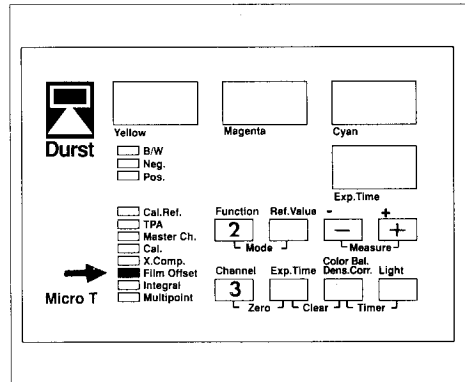 Yellow Magenta Cyan
Durst
B/W
Neg.
Pos.
Exp.Time
Cal.Ref.
TPA
Master Ch.
Cal.
X.Comp.
Film Offset
Integral
Multipoint
Micro T
Function Ref.Value - +
2 − +
Mode Measure
Channel Exp.Time Color Bal. Dens.Corr. Light
3
Zero Clear Timer